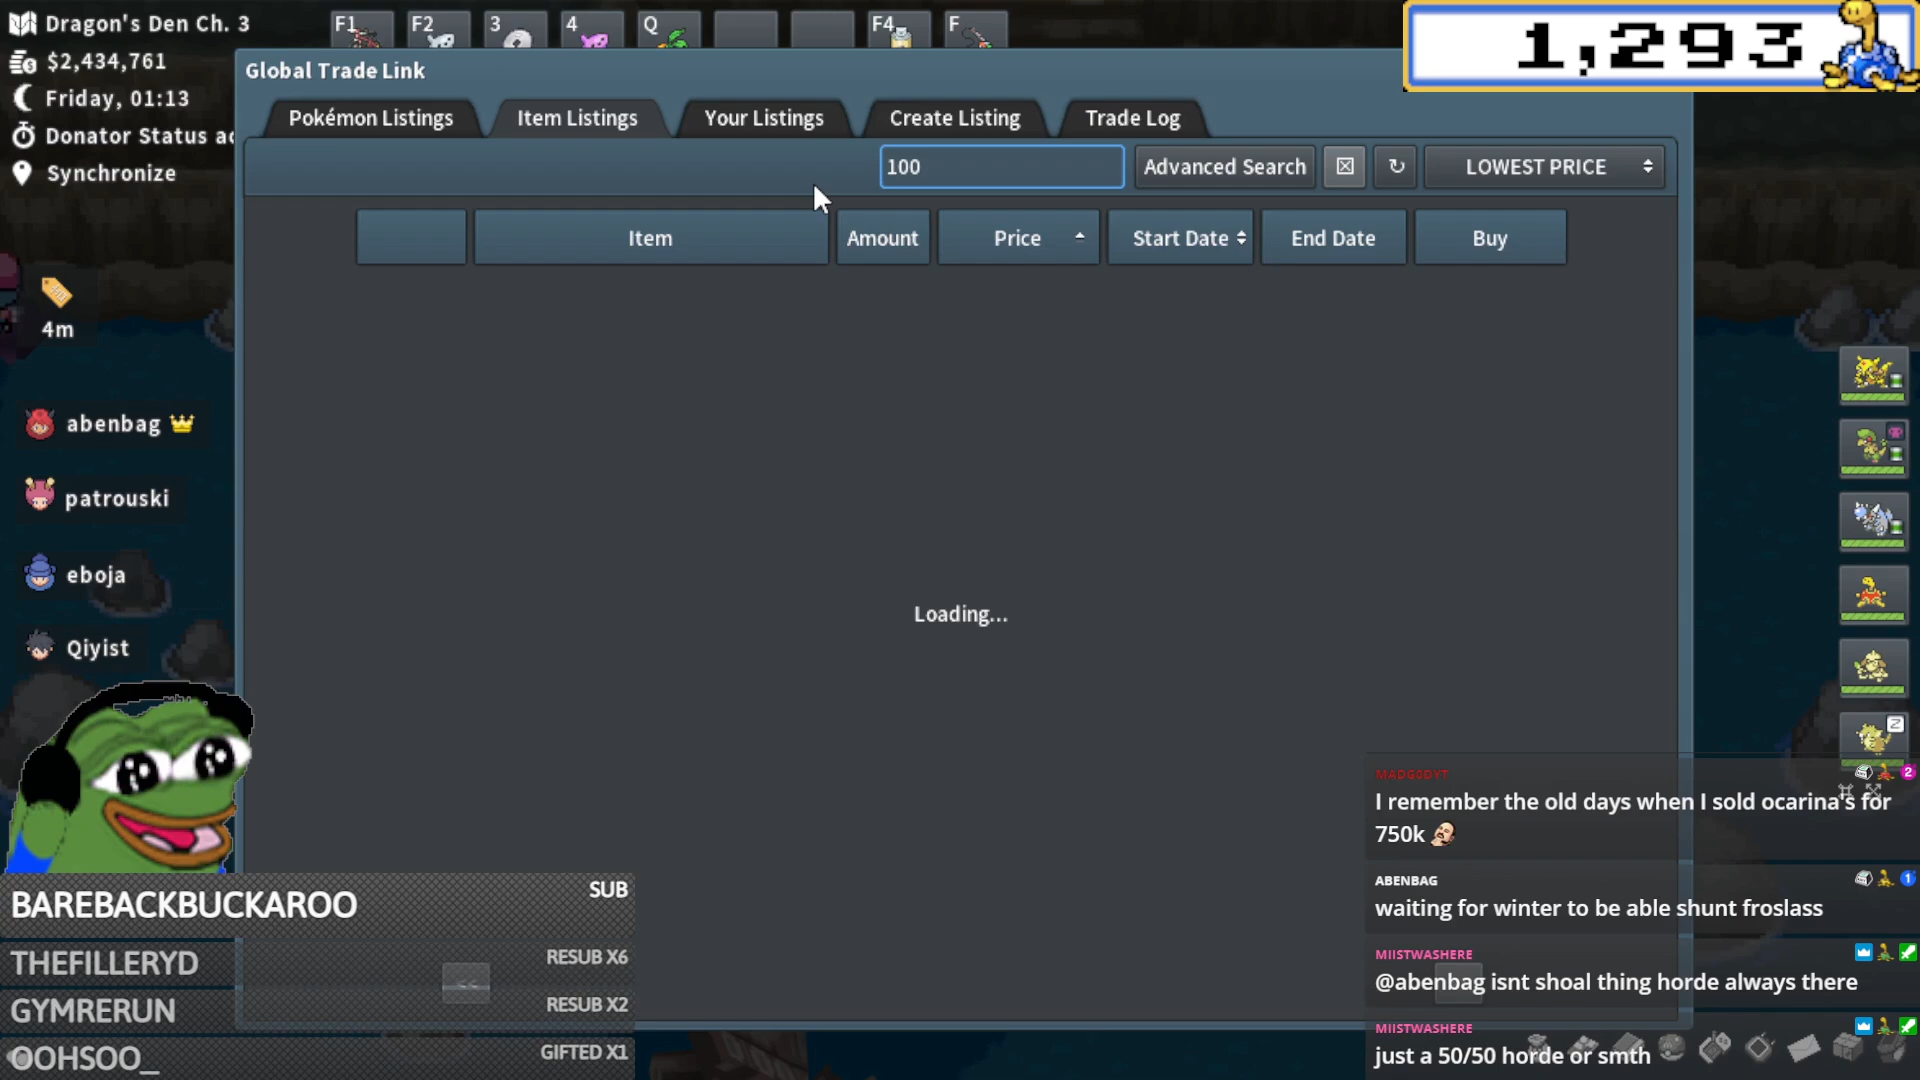 Dragon's Den Ch. 3
$2,434,761
Friday, 01:13
Donator Status ac
Synchronize
F1
F2
3
4
Q
F4
F
1,293
Global Trade Link
Pokémon Listings
Item Listings
Your Listings
Create Listing
Trade Log
100
Advanced Search
LOWEST PRICE
Item
Amount
Price
Start Date
End Date
Buy
4m
abenbag
patrouski
eboja
Qiyist
Loading...
Z
BAREBACKBUCKAROO
SUB
THEFILLERYD
RESUB X6
GYMRERUN
RESUB X2
OOHSOO_
GIFTED X1
MADG0DYT
2
I remember the old days when I sold ocarina's for
750k
ABENBAG
1
waiting for winter to be able shunt froslass
MIISTWASHERE
@abenbag isnt shoal thing horde always there
MIISTWASHERE
just a 50/50 horde or smth